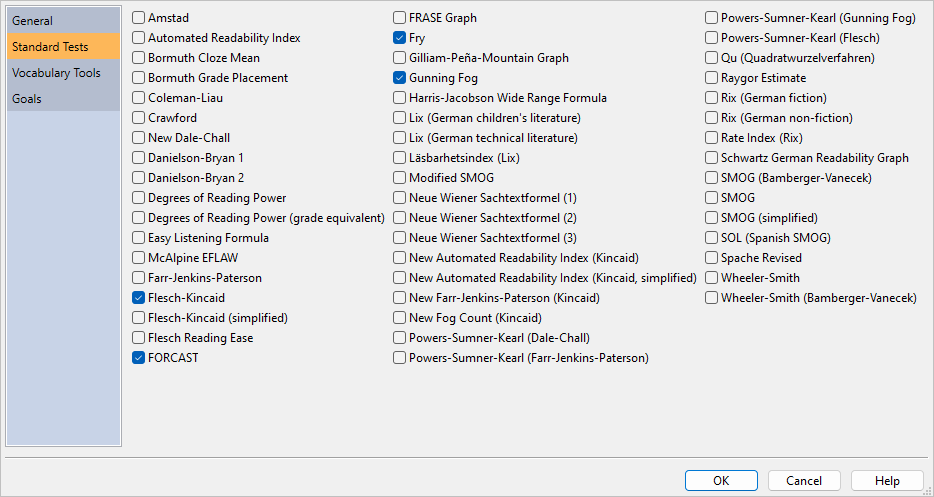 General
Standard Tests
Vocabulary Tools
Goals
Amstad
Automated Readability Index
Bormuth Cloze Mean
Bormuth Grade Placement
Coleman-Liau
Crawford
New Dale-Chall
Danielson-Bryan 1
Danielson-Bryan 2
Degrees of Reading Power
Degrees of Reading Power (grade equivalent)
Easy Listening Formula
McAlpine EFLAW
Farr-Jenkins-Paterson
Flesch-Kincaid
Flesch-Kincaid (simplified)
Flesch Reading Ease
FORCAST
FRASE Graph
Fry
Gilliam-Peña-Mountain Graph
Gunning Fog
Harris-Jacobson Wide Range Formula
Lix (German children's literature)
Lix (German technical literature)
Läsbarhetsindex (Lix)
Modified SMOG
Neue Wiener Sachtextformel (1)
Neue Wiener Sachtextformel (2)
Neue Wiener Sachtextformel (3)
New Automated Readability Index (Kincaid)
New Automated Readability Index (Kincaid, simplified)
New Farr-Jenkins-Paterson (Kincaid)
New Fog Count (Kincaid)
Powers-Sumner-Kearl (Dale-Chall)
Powers-Sumner-Kearl (Farr-Jenkins-Paterson)
Powers-Sumner-Kearl (Gunning Fog)
Powers-Sumner-Kearl (Flesch)
Qu (Quadratwurzelverfahren)
Raygor Estimate
Rix (German fiction)
Rix (German non-fiction)
Rate Index (Rix)
Schwartz German Readability Graph
SMOG (Bamberger-Vanecek)
SMOG
SMOG (simplified)
SOL (Spanish SMOG)
Spache Revised
Wheeler-Smith
Wheeler-Smith (Bamberger-Vanecek)
OK
Cancel
Help